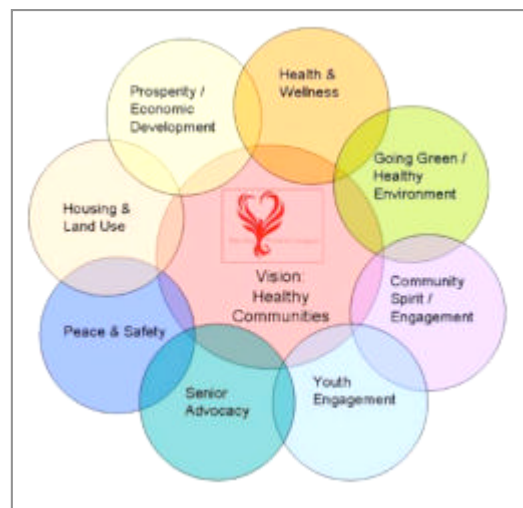 Health &
Wellness
Prosperity /
Economic
Development
Going Green /
Healthy
Environment
Housing &
Land Use
Vision:
Healthy
Communities
Community
Spirit /
Engagement
Peace & Safety
Youth
Engagement
Senior
Advocacy